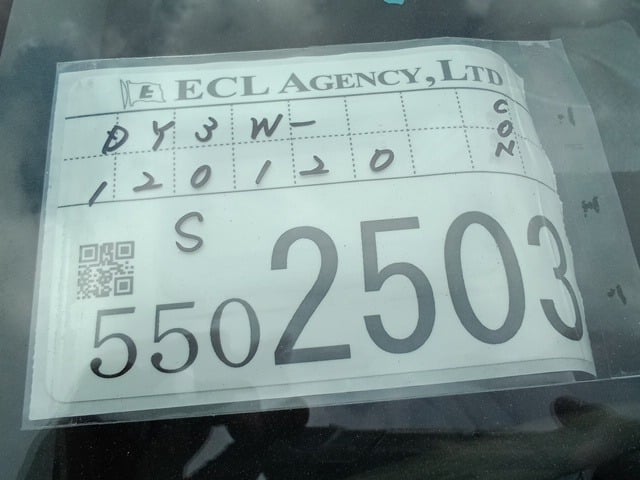 E ECL AGENCY, LTD
DY3W-
CON
120120
S
5502503